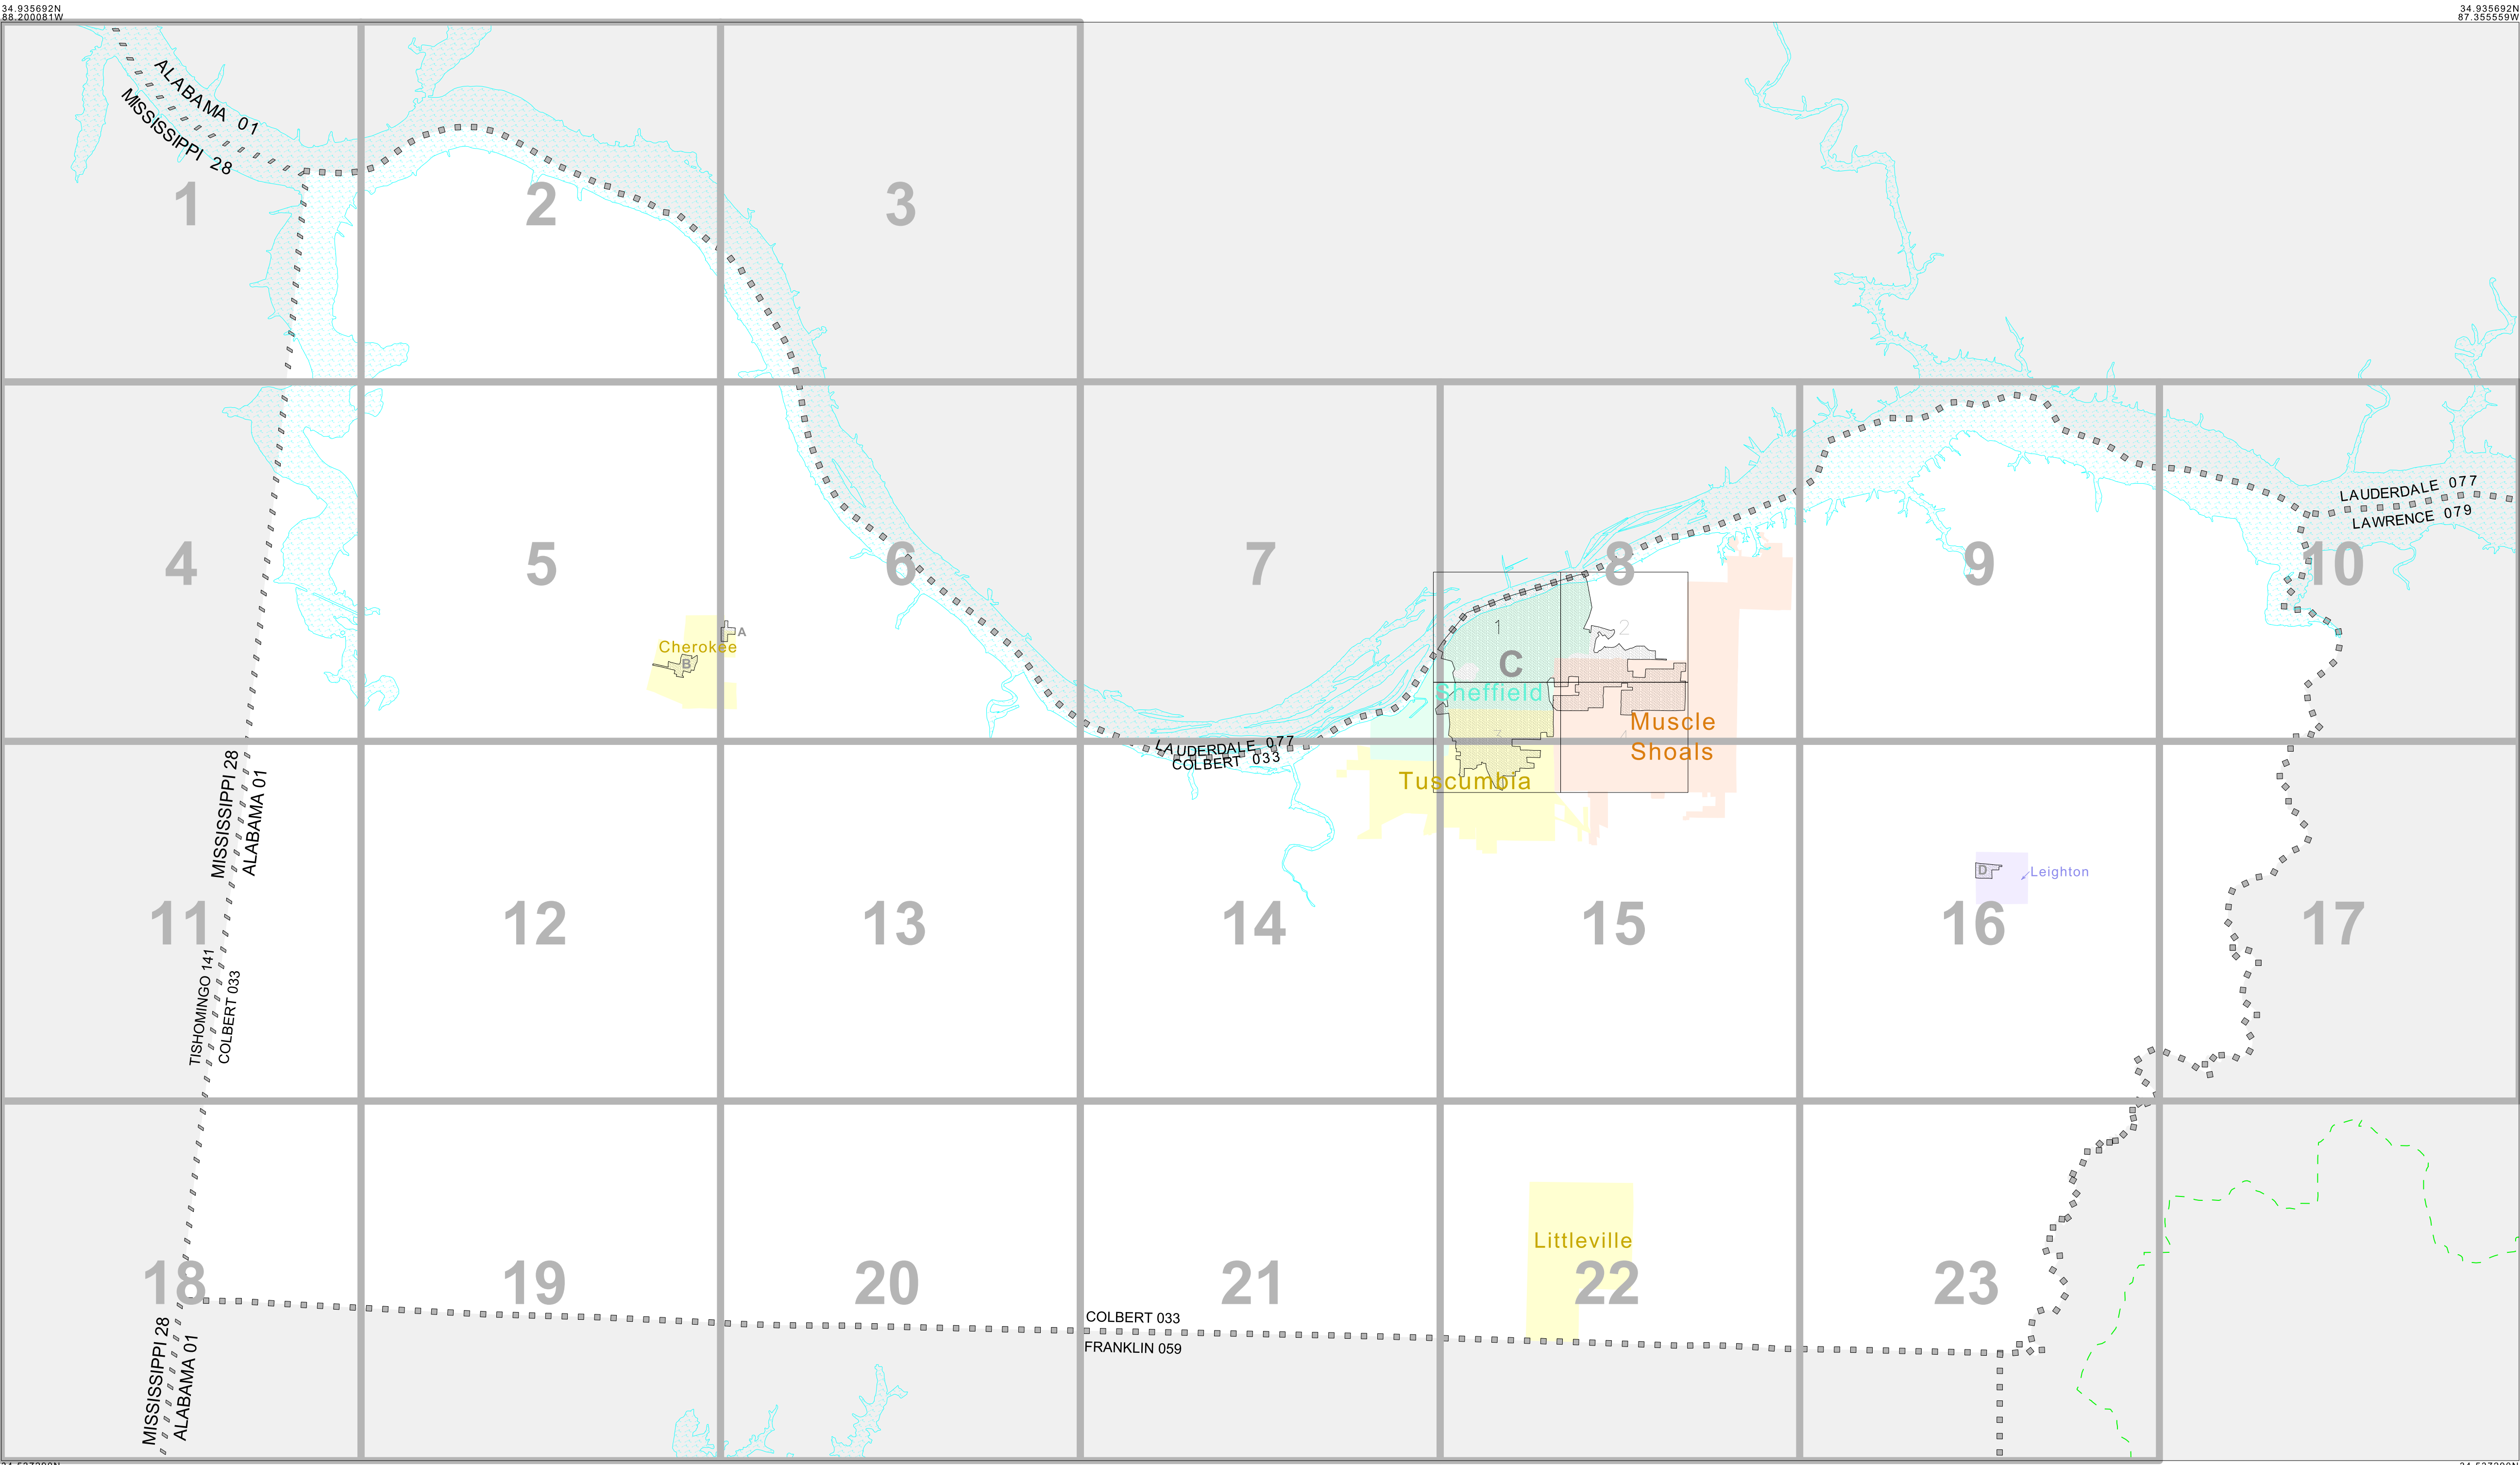 34.935692N
88.200081W
34.935692N
87.355559W
ALABAMA 01
MISSISSIPPI 28
1
2
3
LAUDERDALE 077
LAWRENCE 079
4
5
6
7
8
9
10
A
Cherokee
B
1
2
C
Sheffield
Muscle
Shoals
3
4
LAUDERDALE 077
COLBERT 033
Tuscumbia
MISSISSIPPI 28
ALABAMA 01
D
Leighton
11
12
13
14
15
16
17
TISHOMINGO 141
COLBERT 033
Littleville
18
19
20
21
22
23
COLBERT 033
FRANKLIN 059
MISSISSIPPI 28
ALABAMA 01